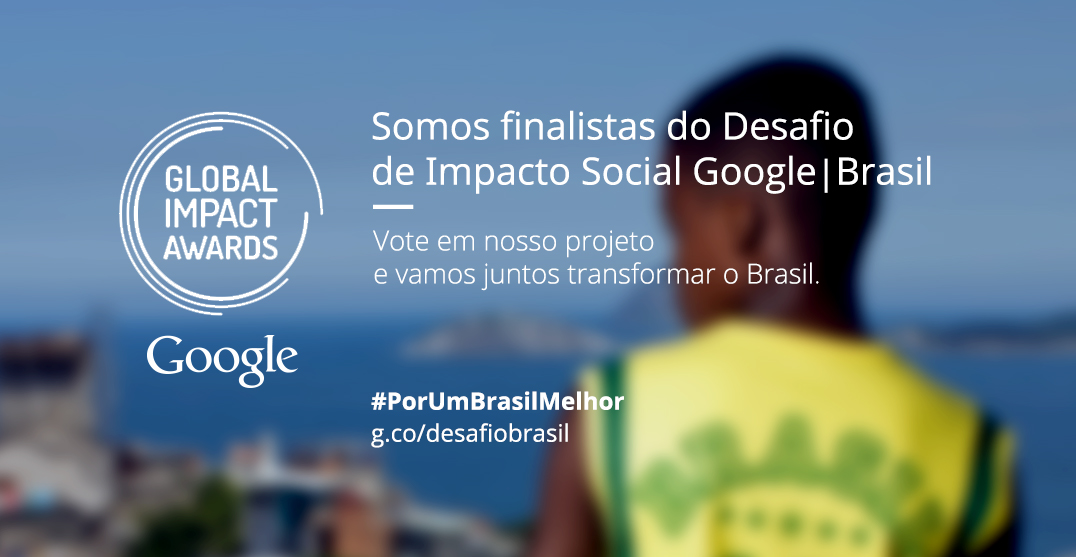 GLOBAL
IMPACT
AWARDS
Google
Somos finalistas do Desafio
de Impacto Social Google|Brasil
Vote em nosso projeto
e vamos juntos transformar o Brasil.
#PorUmBrasilMelhor
g.co/desafiobrasil
BRASIL